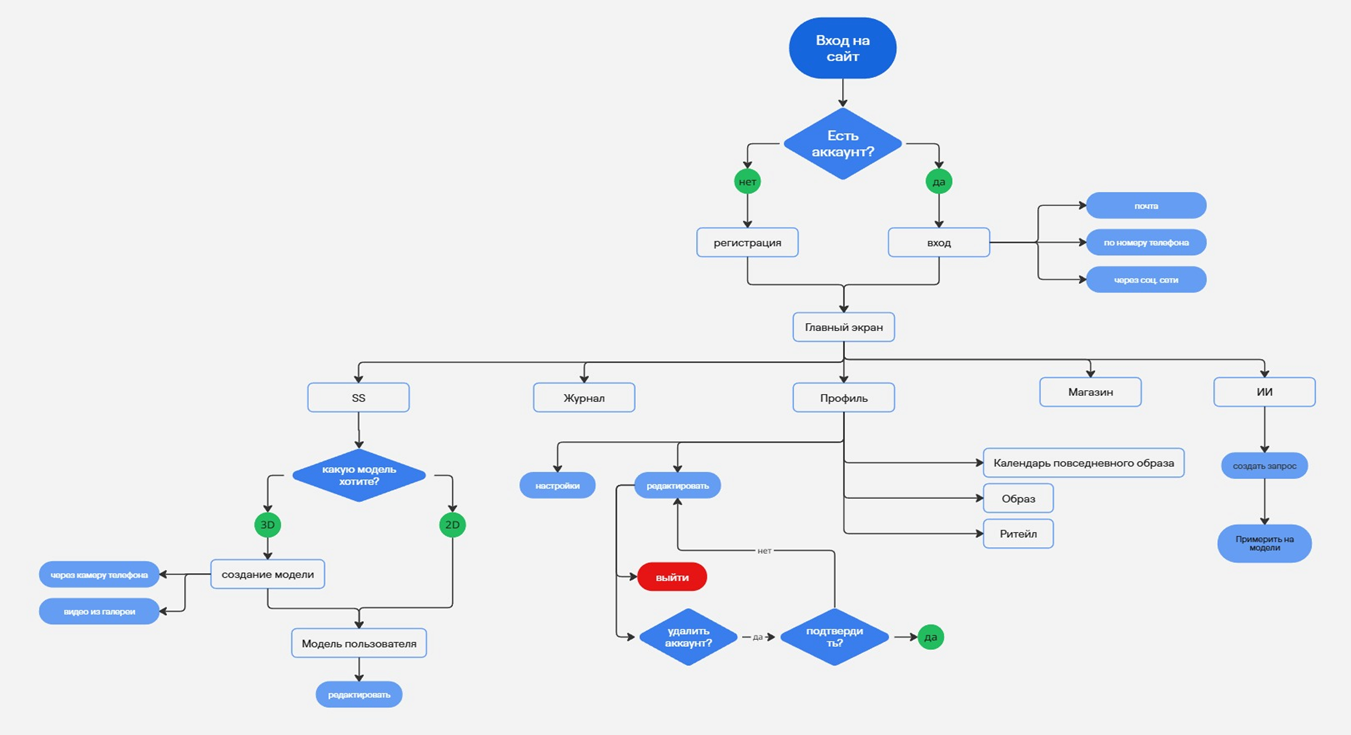 Вход на
сайт
Есть
аккаунт?
нет
да
почта
регистрация
вход
по номеру телефона
через соц. сети
Главный экран
SS
Журнал
Профиль
Магазин
ИИ
какую модель
хотите?
настройки
редактировать
Календарь повседневного образа
создать запрос
Образ
3D
2D
Ритейл
Примерить на
модели
нет
через камеру телефона
создание модели
выйти
видео из галереи
удалить
аккаунт?
да
подтверди
ть?
да
Модель пользователя
редактировать